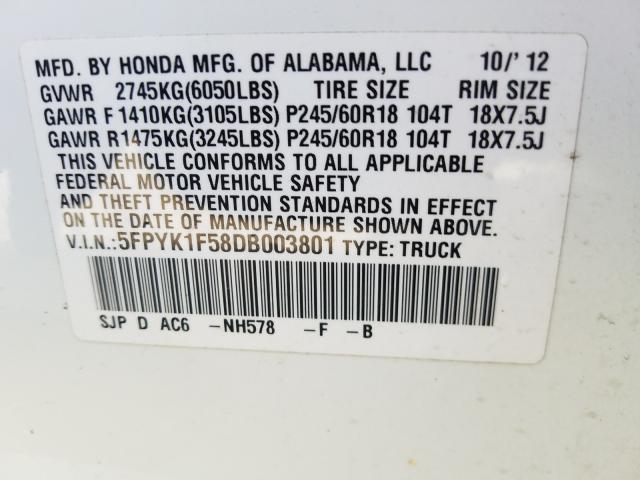 MFD. BY HONDA MFG. OF ALABAMA, LLC 10/'12
GVWR 2745KG(6050LBS) TIRE SIZE RIM SIZE
GAWR F 1410KG(3105LBS) P245/60R18 104T 18X7.5J
GAWR R1475KG(3245LBS) P245/60R18 104T 18X7.5J
THIS VEHICLE CONFORMS TO ALL APPLICABLE
FEDERAL MOTOR VEHICLE SAFETY
AND THEFT PREVENTION STANDARDS IN EFFECT
ON THE DATE OF MANUFACTURE SHOWN ABOVE.
V.I.N.:5FPYK1F58DB003801 TYPE: TRUCK
SJP D AC6 -NH578 -F -B